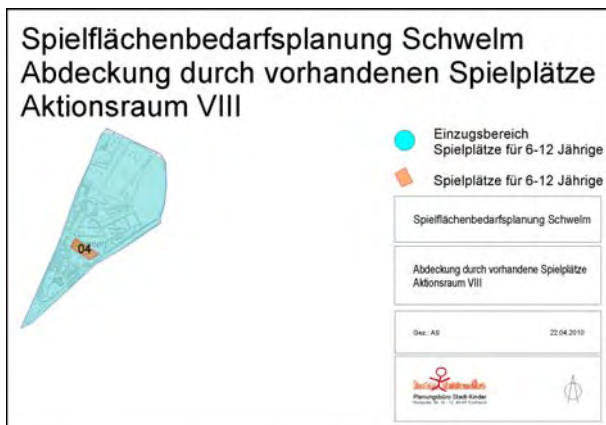 Spielflächenbedarfsplanung Schwelm
Abdeckung durch vorhandenen Spielplätze
Aktionsraum VIII
Einzugsbereich
Spielplätze für 6-12 Jährige
Spielplätze für 6-12 Jährige
04
Spielflächenbedarfsplanung Schwelm
Abdeckung durch vorhandene Spielplätze
Aktionsraum VIII
Gez.: AS 22.04.2010
Planungsbüro Stadt-Kinder